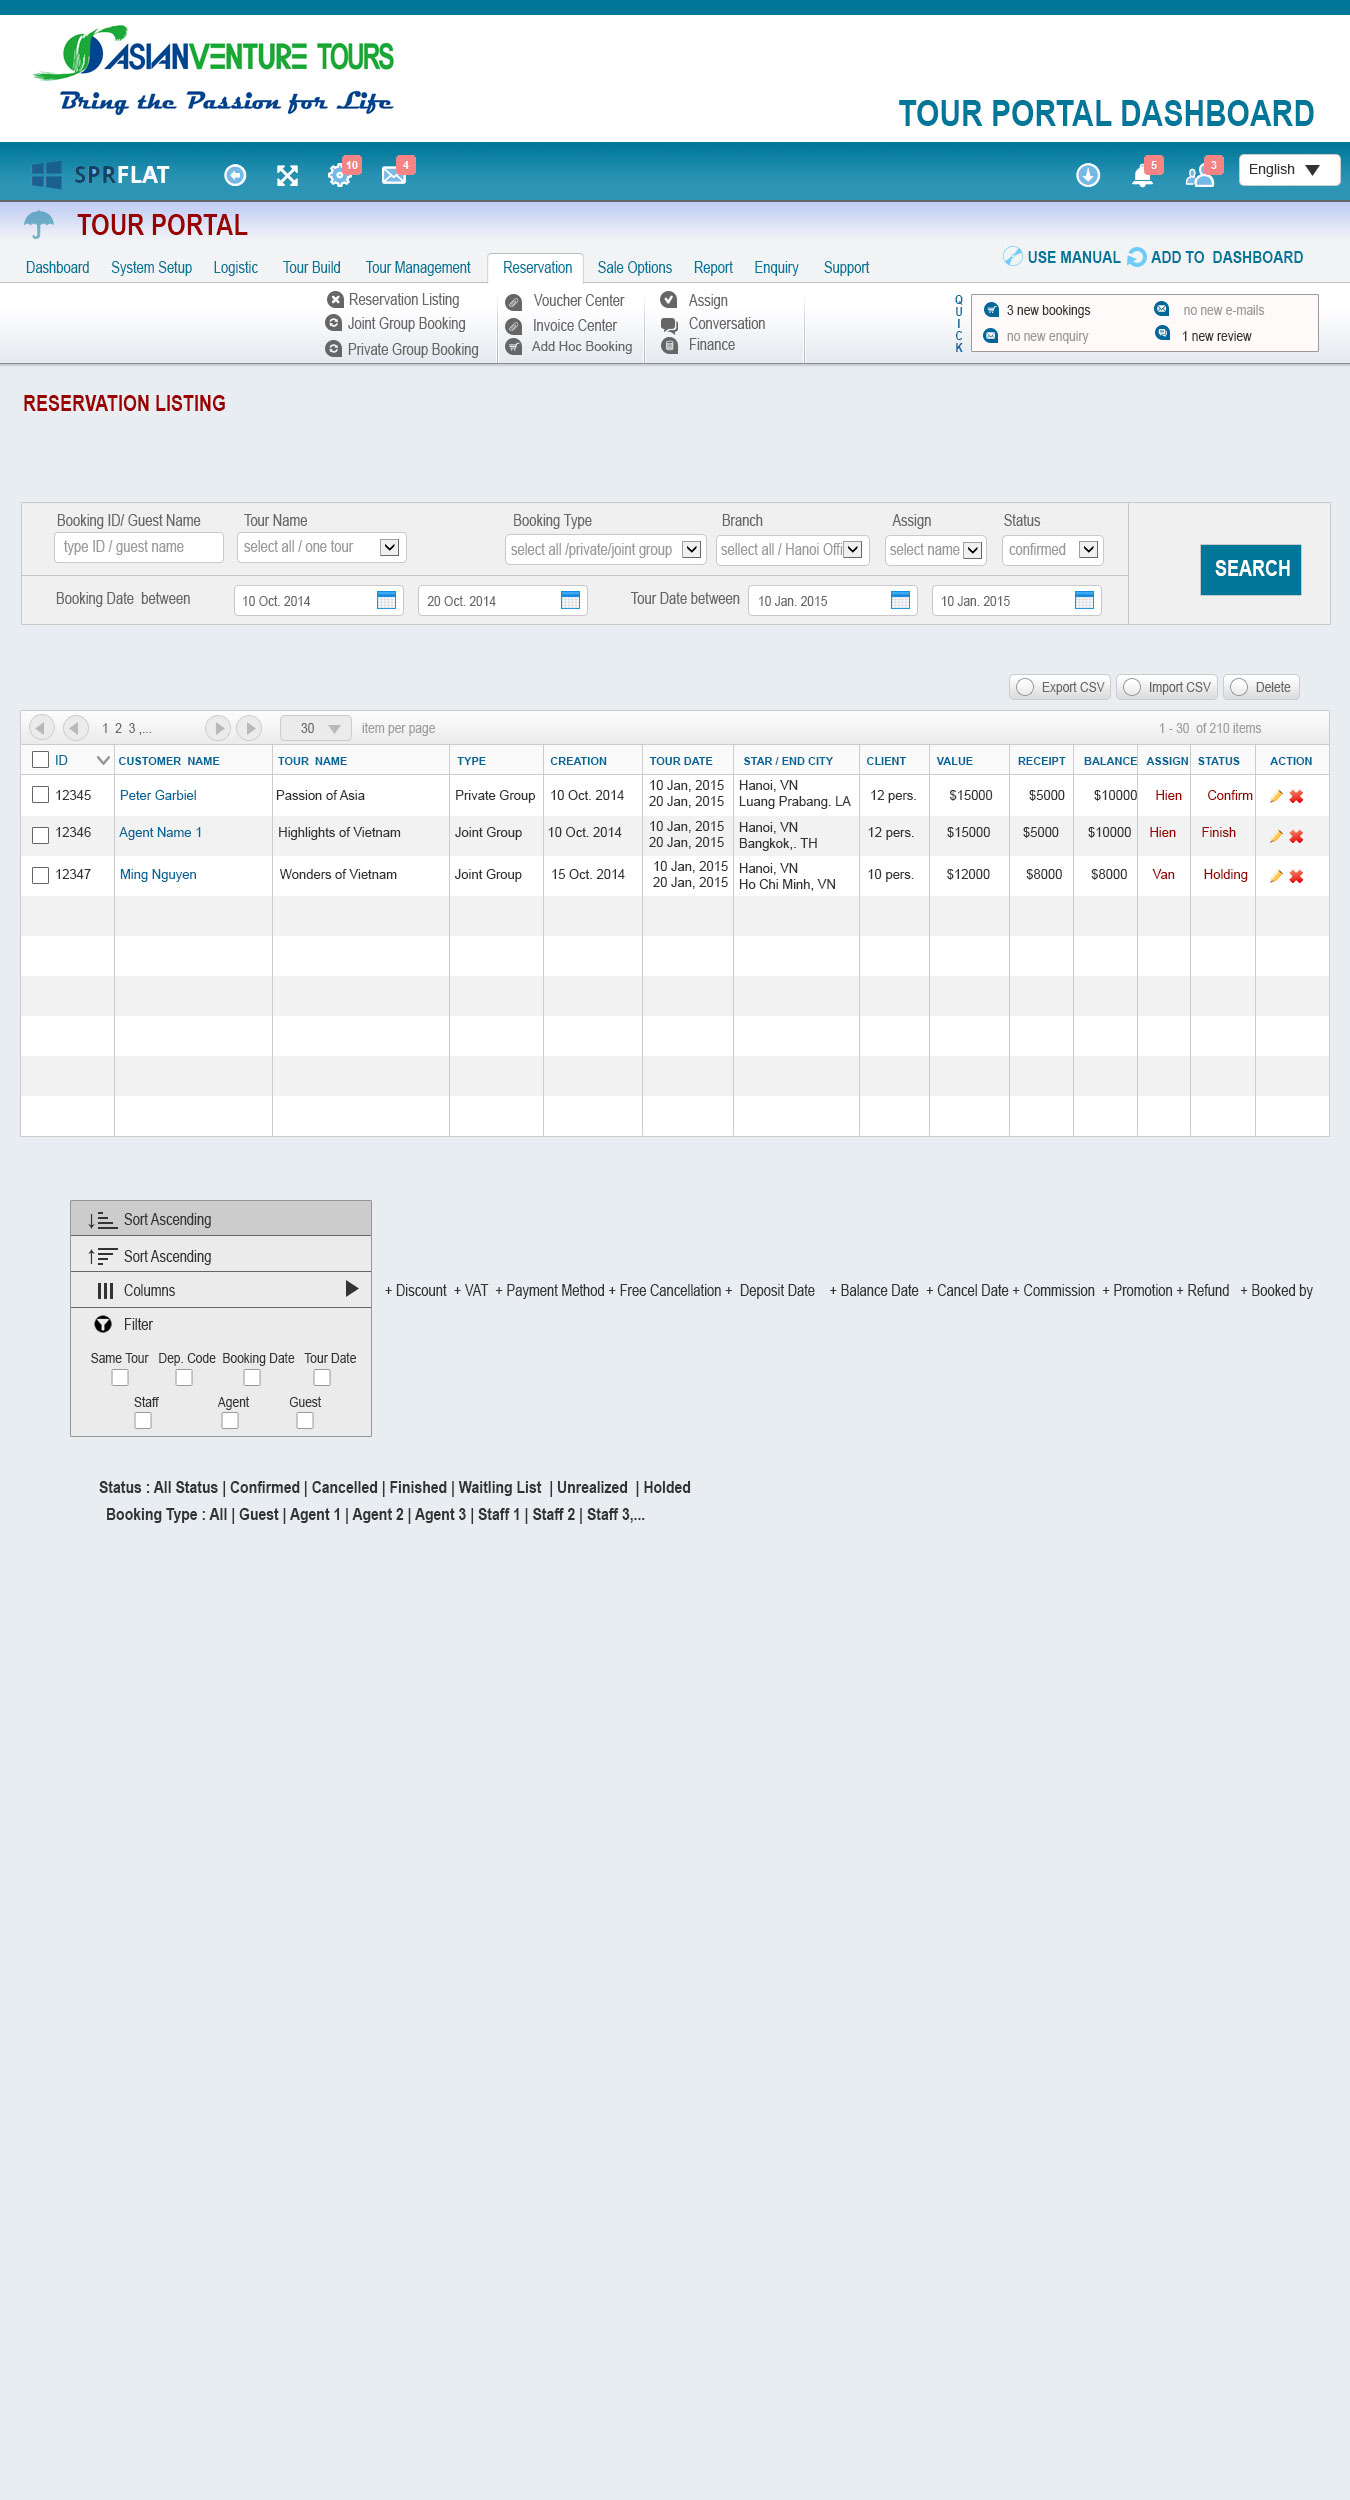 ASIANVENTURE TOURS
Bring the Passion for Life
TOUR PORTAL DASHBOARD
SPRFLAT 10 4 5 3 English
TOUR PORTAL
USE MANUAL ADD TO DASHBOARD
Dashboard System Setup Logistic Tour Build Tour Management Reservation Sale Options Report Enquiry Support
Reservation Listing Voucher Center Assign
Joint Group Booking Invoice Center Conversation
Private Group Booking Add Hoc Booking Finance
QUICK
3 new bookings no new e-mails
no new enquiry 1 new review
RESERVATION LISTING
Booking ID/ Guest Name Tour Name Booking Type Branch Assign Status
type ID / guest name select all / one tour select all /private/joint group sellect all / Hanoi Offi select name confirmed
SEARCH
Booking Date between 10 Oct. 2014 20 Oct. 2014 Tour Date between 10 Jan. 2015 10 Jan. 2015
Export CSV Import CSV Delete
1 2 3 ,... 30 item per page 1 - 30 of 210 items
ID CUSTOMER NAME TOUR NAME TYPE CREATION TOUR DATE STAR / END CITY CLIENT VALUE RECEIPT BALANCE ASSIGN STATUS ACTION
12345 Peter Garbiel Passion of Asia Private Group 10 Oct. 2014 10 Jan, 2015 20 Jan, 2015 Hanoi, VN Luang Prabang. LA 12 pers. $15000 $5000 $10000 Hien Confirm
12346 Agent Name 1 Highlights of Vietnam Joint Group 10 Oct. 2014 10 Jan, 2015 20 Jan, 2015 Hanoi, VN Bangkok,. TH 12 pers. $15000 $5000 $10000 Hien Finish
12347 Ming Nguyen Wonders of Vietnam Joint Group 15 Oct. 2014 10 Jan, 2015 20 Jan, 2015 Hanoi, VN Ho Chi Minh, VN 10 pers. $12000 $8000 $8000 Van Holding
Sort Ascending
Sort Ascending
Columns + Discount + VAT + Payment Method + Free Cancellation + Deposit Date + Balance Date + Cancel Date + Commission + Promotion + Refund + Booked by
Filter
Same Tour Dep. Code Booking Date Tour Date
Staff Agent Guest
Status : All Status | Confirmed | Cancelled | Finished | Waitling List | Unrealized | Holded
Booking Type : All | Guest | Agent 1 | Agent 2 | Agent 3 | Staff 1 | Staff 2 | Staff 3,...